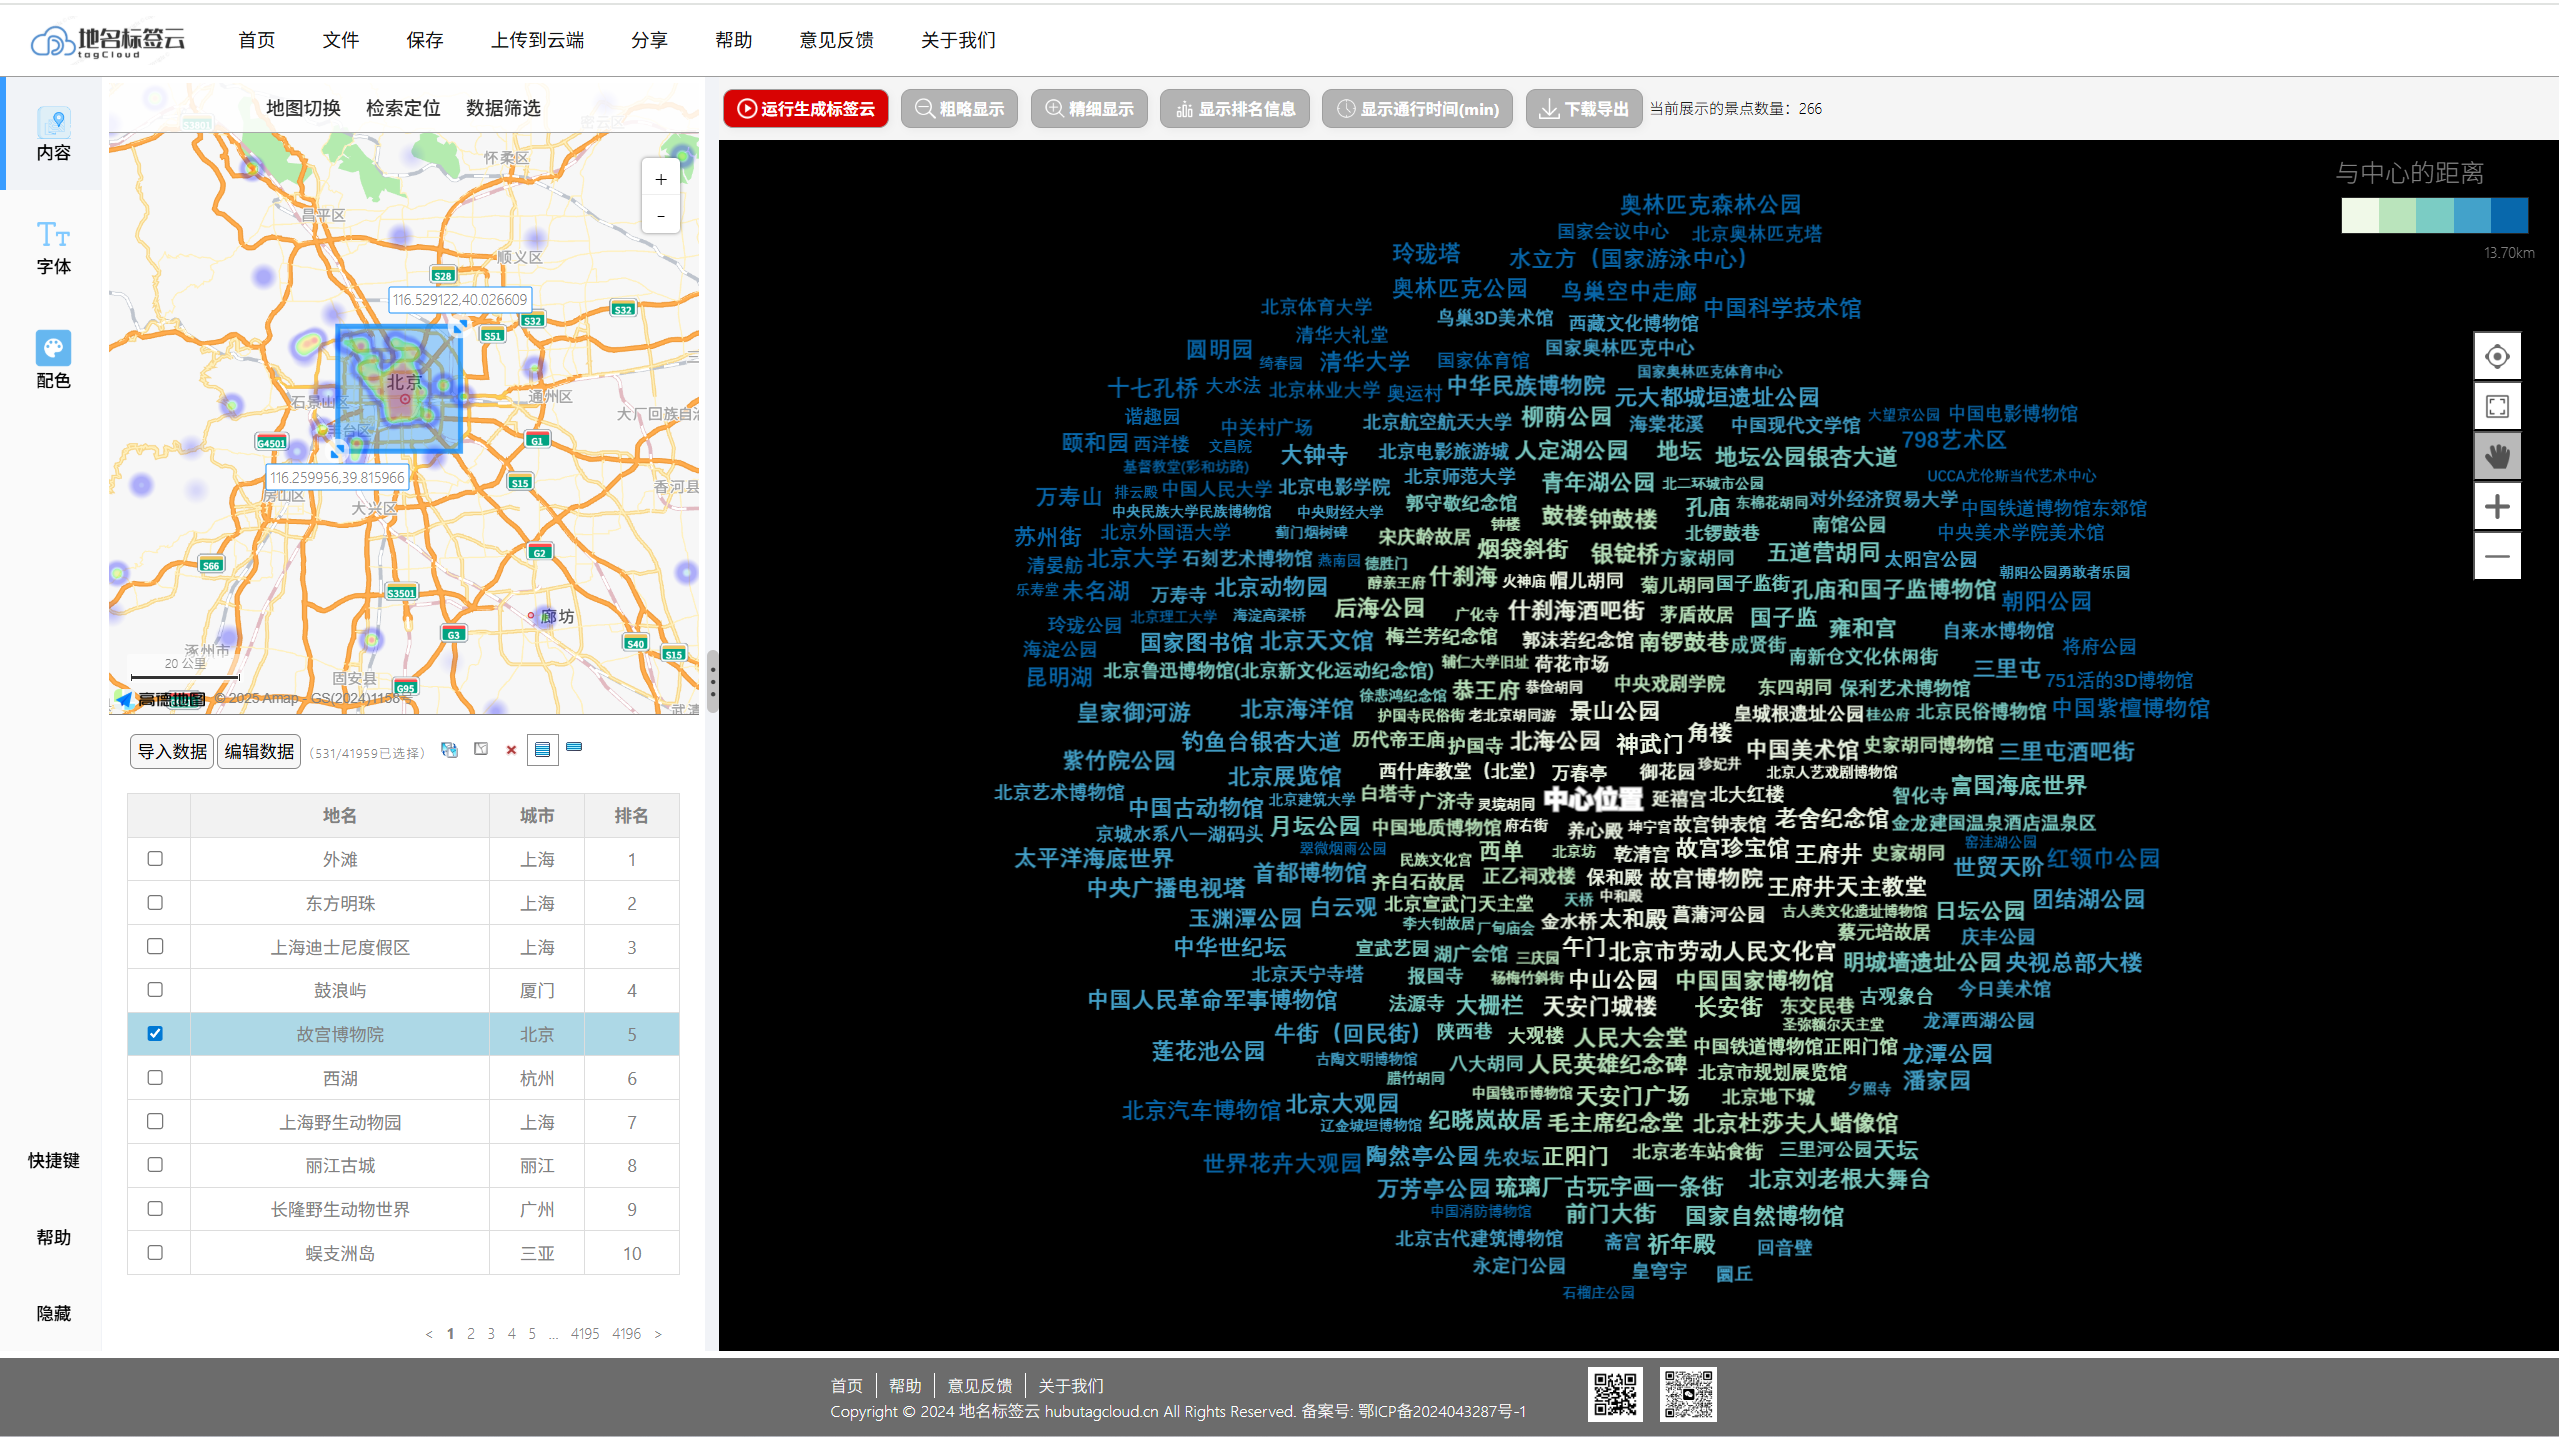 地名标签云
tagCloud
首页 文件 保存 上传到云端 分享 帮助 意见反馈 关于我们
内容
字体
配色
快捷键
帮助
隐藏
地图切换 检索定位 数据筛选
怀柔区
+
-
昌平区
顺义区
S28
116.529122,40.026609
S32
S32
S51
北京
石景山区
通州区
大厂回族自治
丰台区
G4501
G1
116.259956,39.815966
S15
房山区
香河县
大兴区
G2
S66
S3501
廊坊
G3
S40
S15
涿州市
20 公里
固安县
G95
高德地图 © 2025 Amap - GS(2024)1158号
武清
导入数据 编辑数据 (531/41959已选择)
地名 城市 排名
外滩 上海 1
东方明珠 上海 2
上海迪士尼度假区 上海 3
鼓浪屿 厦门 4
故宫博物院 北京 5
西湖 杭州 6
上海野生动物园 上海 7
丽江古城 丽江 8
长隆野生动物世界 广州 9
蜈支洲岛 三亚 10
< 1 2 3 4 5 ... 4195 4196 >
运行生成标签云 粗略显示 精细显示 显示排名信息 显示通行时间(min) 下载导出 当前展示的景点数量：266
与中心的距离
13.70km
奥林匹克森林公园
国家会议中心 北京奥林匹克塔
玲珑塔 水立方（国家游泳中心）
奥林匹克公园 鸟巢空中走廊
北京体育大学 鸟巢3D美术馆 西藏文化博物馆 中国科学技术馆
清华大礼堂
圆明园 绮春园 清华大学 国家体育馆 国家奥林匹克中心
国家奥林匹克体育中心
十七孔桥 大水法 北京林业大学 奥运村 中华民族博物院 元大都城垣遗址公园
谐趣园 中关村广场 北京航空航天大学 柳荫公园 海棠花溪 中国现代文学馆 大望京公园 中国电影博物馆
颐和园 西洋楼 文昌院 大钟寺 北京电影旅游城 人定湖公园 地坛 地坛公园银杏大道 798艺术区
基督教堂(彩和坊路) 北京师范大学 UCCA尤伦斯当代艺术中心
万寿山 排云殿 中国人民大学 北京电影学院 青年湖公园 北二环城市公园
中央民族大学民族博物馆 中央财经大学 郭守敬纪念馆 鼓楼 钟鼓楼 孔庙 东棉花胡同 对外经济贸易大学 中国铁道博物馆东郊馆
苏州街 北京外国语大学 蓟门烟树碑 宋庆龄故居 钟楼 北锣鼓巷 南馆公园 中央美术学院美术馆
清晏舫 北京大学 石刻艺术博物馆 燕南园 德胜门 烟袋斜街 银锭桥 方家胡同 五道营胡同 太阳宫公园
乐寿堂 未名湖 万寿寺 北京动物园 醇亲王府 什刹海 火神庙 帽儿胡同 菊儿胡同 国子监街 孔庙和国子监博物馆 朝阳公园勇敢者乐园
玲珑公园 北京理工大学 海淀高梁桥 后海公园 广化寺 什刹海酒吧街 茅盾故居 国子监 雍和宫 朝阳公园
海淀公园 国家图书馆 北京天文馆 梅兰芳纪念馆 郭沫若纪念馆 南锣鼓巷 成贤街 自来水博物馆 将府公园
昆明湖 北京鲁迅博物馆(北京新文化运动纪念馆) 辅仁大学旧址 荷花市场 南新仓文化休闲街 三里屯 751活的3D博物馆
徐悲鸿纪念馆 恭王府 恭俭胡同 中央戏剧学院 东四胡同 保利艺术博物馆
皇家御河游 北京海洋馆 护国寺民俗街 老北京胡同游 景山公园 皇城根遗址公园 桂公府 北京民俗博物馆 中国紫檀博物馆
紫竹院公园 钓鱼台银杏大道 历代帝王庙 护国寺 北海公园 神武门 角楼 中国美术馆 史家胡同博物馆 三里屯酒吧街
北京展览馆 西什库教堂（北堂） 万春亭 御花园 珍妃井 北京人艺戏剧博物馆 富国海底世界
北京艺术博物馆 中国古动物馆 北京建筑大学 白塔寺 广济寺 灵境胡同 中心位置 延禧宫 北大红楼 智化寺
京城水系八一湖码头 月坛公园 中国地质博物馆 府右街 养心殿 坤宁宫 故宫钟表馆 老舍纪念馆 金龙建国温泉酒店温泉区
太平洋海底世界 翠微烟雨公园 民族文化宫 西单 北京坊 乾清宫 故宫珍宝馆 王府井 史家胡同 窑洼湖公园 世贸天阶 红领巾公园
中央广播电视塔 首都博物馆 齐白石故居 正乙祠戏楼 保和殿 故宫博物院 王府井天主教堂
玉渊潭公园 白云观 北京宣武门天主堂 天桥 中和殿 古人类文化遗址博物馆 日坛公园 团结湖公园
李大钊故居 厂甸庙会 金水桥 太和殿 菖蒲河公园 蔡元培故居
中华世纪坛 宣武艺园 湖广会馆 三庆园 午门 北京市劳动人民文化宫 庆丰公园
北京天宁寺塔 报国寺 杨梅竹斜街 中山公园 中国国家博物馆 明城墙遗址公园 央视总部大楼
中国人民革命军事博物馆 法源寺 大栅栏 天安门城楼 长安街 东交民巷 古观象台 今日美术馆
牛街（回民街） 陕西巷 大观楼 人民大会堂 圣弥额尔天主堂 龙潭西湖公园
莲花池公园 古陶文明博物馆 八大胡同 人民英雄纪念碑 中国铁道博物馆正阳门馆 龙潭公园
腊竹胡同 北京市规划展览馆 潘家园
北京汽车博物馆 北京大观园 中国钱币博物馆 天安门广场 北京地下城 夕照寺
辽金城垣博物馆 纪晓岚故居 毛主席纪念堂 北京杜莎夫人蜡像馆
世界花卉大观园 陶然亭公园 先农坛 正阳门 北京老车站食街 三里河公园 天坛
万芳亭公园 琉璃厂古玩字画一条街 北京刘老根大舞台
中国消防博物馆 前门大街 国家自然博物馆
北京古代建筑博物馆 斋宫 祈年殿 回音壁
永定门公园 皇穹宇 圜丘
石榴庄公园
首页 帮助 意见反馈 关于我们
Copyright © 2024 地名标签云 hubutagcloud.cn All Rights Reserved. 备案号: 鄂ICP备2024043287号-1